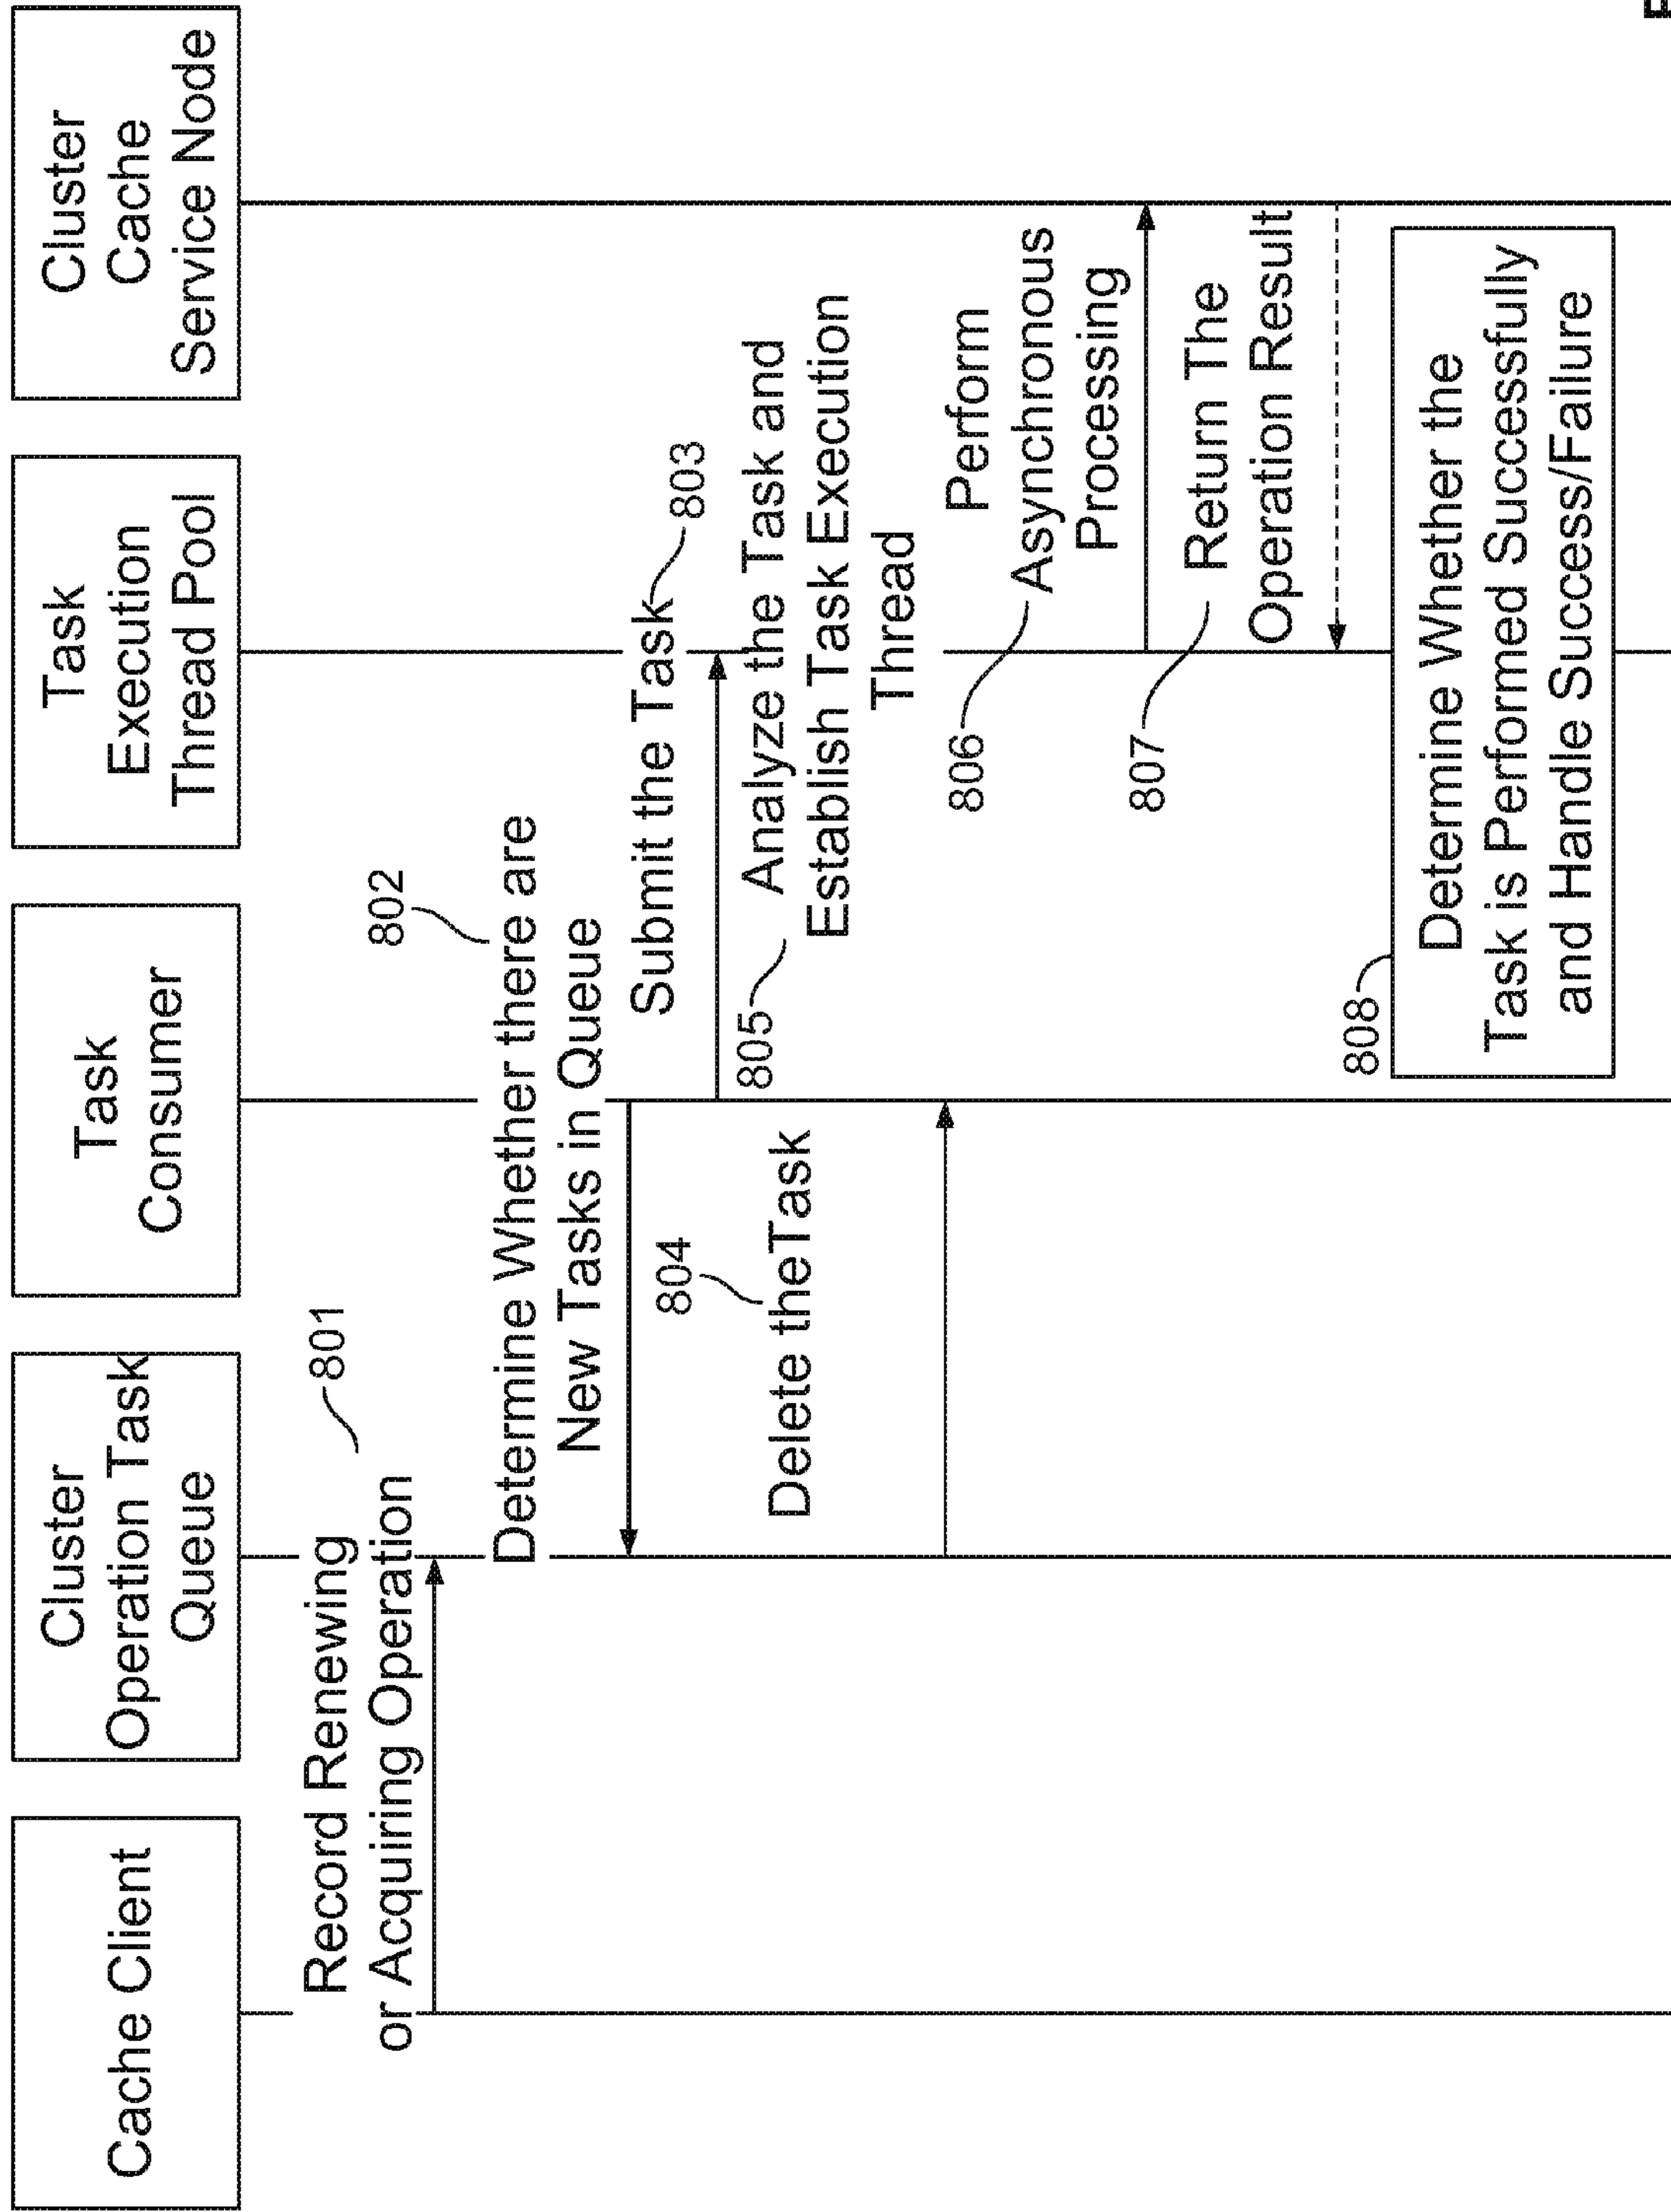 Cache Client
Cluster
Operation Task
Queue
Task
Consumer
Task
Execution
Thread Pool
Cluster
Cache
Service Node
801
Record Renewing
or Acquiring Operation
802
Determine Whether there are
New Tasks in Queue
803
Submit the Task
804
Delete theTask
805
Analyze the Task and
Establish Task Execution
Thread
806
Perform
Asynchronous
Processing
807
Return The
Operation Result
808
Determine Whether the
Task is Performed Successfully
and Handle Success/Failure